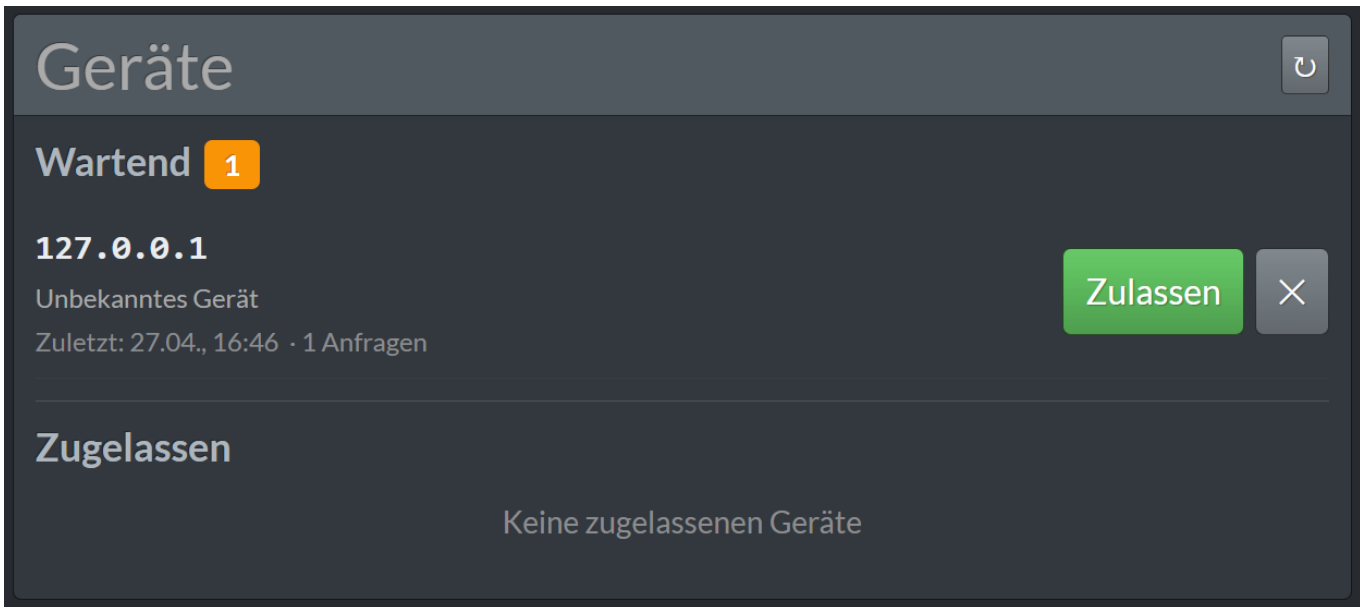 Geräte
↻
Wartend 1
127.0.0.1
Unbekanntes Gerät
Zuletzt: 27.04., 16:46 · 1 Anfragen
Zulassen ×
Zugelassen
Keine zugelassenen Geräte